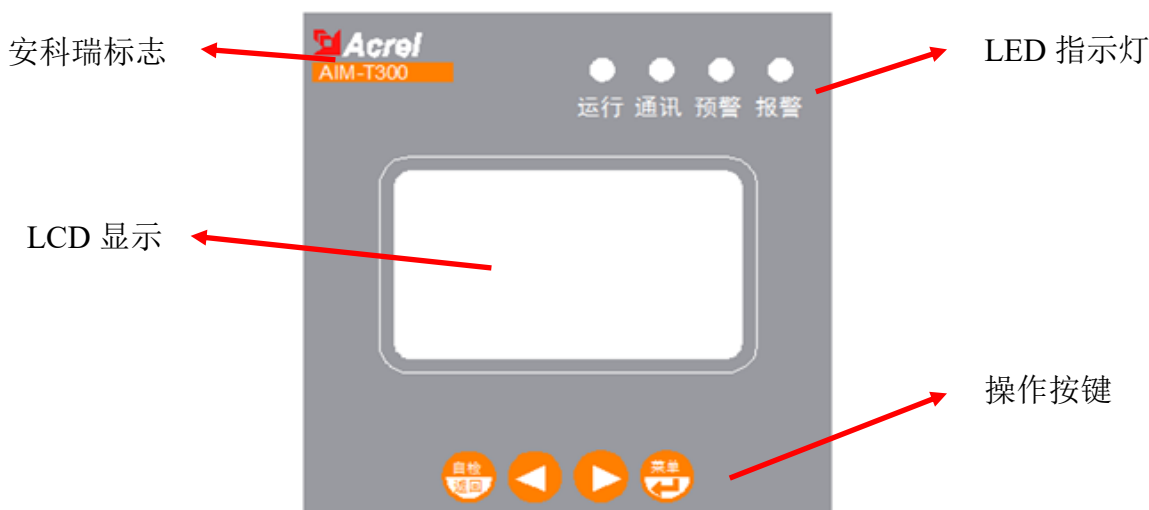 安科瑞标志
Acrel
AIM-T300
LED 指示灯
运行 通讯 预警 报警
LCD 显示
操作按键
自检
返回
菜单